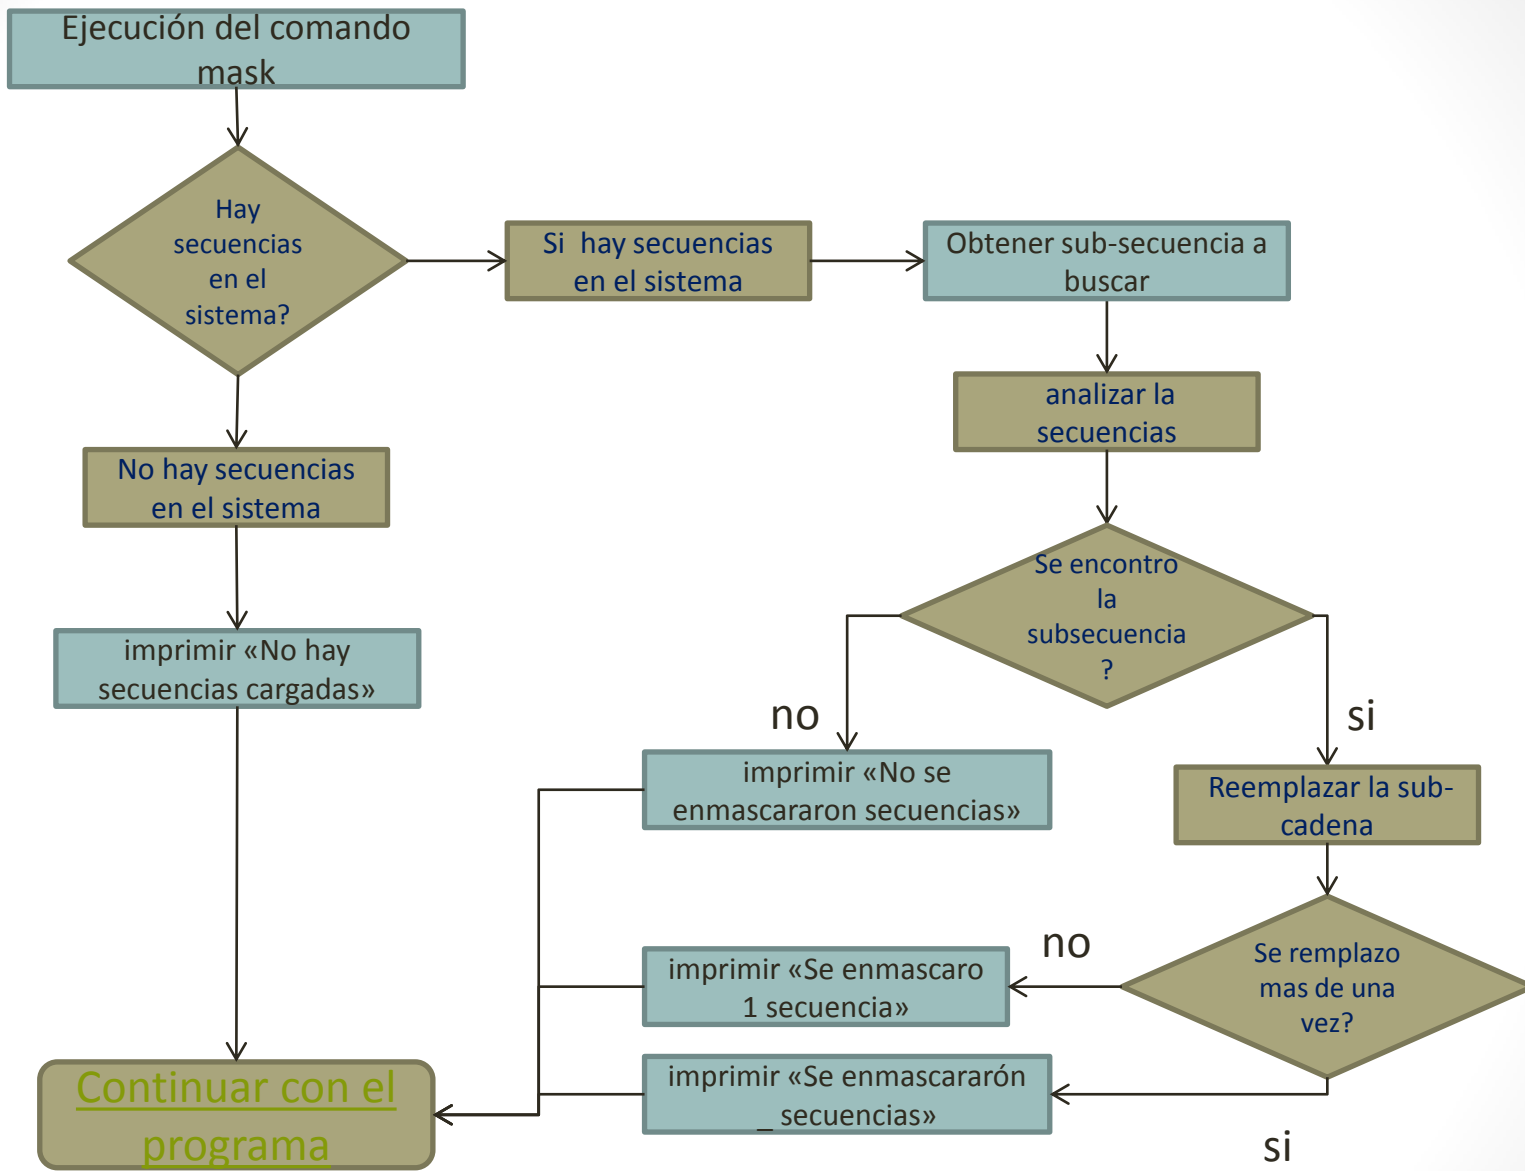 Ejecución del comando
mask
Hay
secuencias
en el
sistema?
Si hay secuencias
en el sistema
Obtener sub-secuencia a
buscar
analizar la
secuencias
No hay secuencias
en el sistema
Se encontro
la
subsecuencia
?
imprimir «No hay
secuencias cargadas»
no
si
imprimir «No se
enmascararon secuencias»
Reemplazar la sub-
cadena
no
Se remplazo
mas de una
vez?
imprimir «Se enmascaro
1 secuencia»
imprimir «Se enmascararón
_ secuencias»
si
Continuar con el
programa